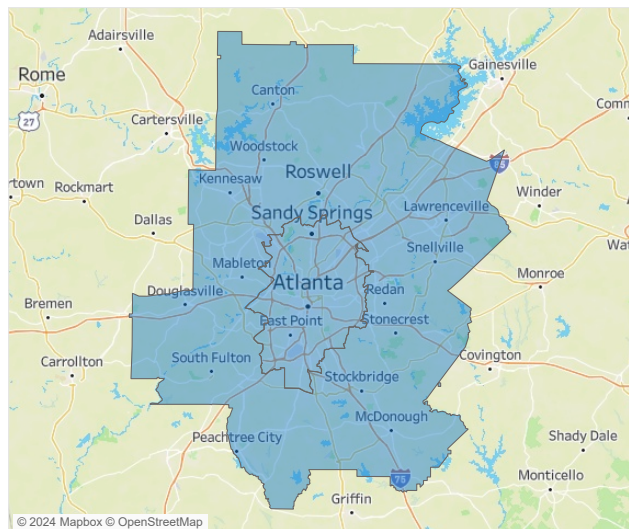 Adairsville
Rome
Gainesville
Canton
Comm
27
Cartersville
Woodstock
85
Roswell
Kennesaw
rtown
Rockmart
Winder
Lawrenceville
Dallas
Sandy Springs
Wat
Snellville
Mableton
Monroe
Atlanta
Redan
Douglasville
Bremen
East Point
Stonecrest
South Fulton
Covington
Carrollton
Stockbridge
McDonough
Peachtree City
Shady Dale
75
Monticello
Griffin
© 2024 Mapbox © OpenStreetMap